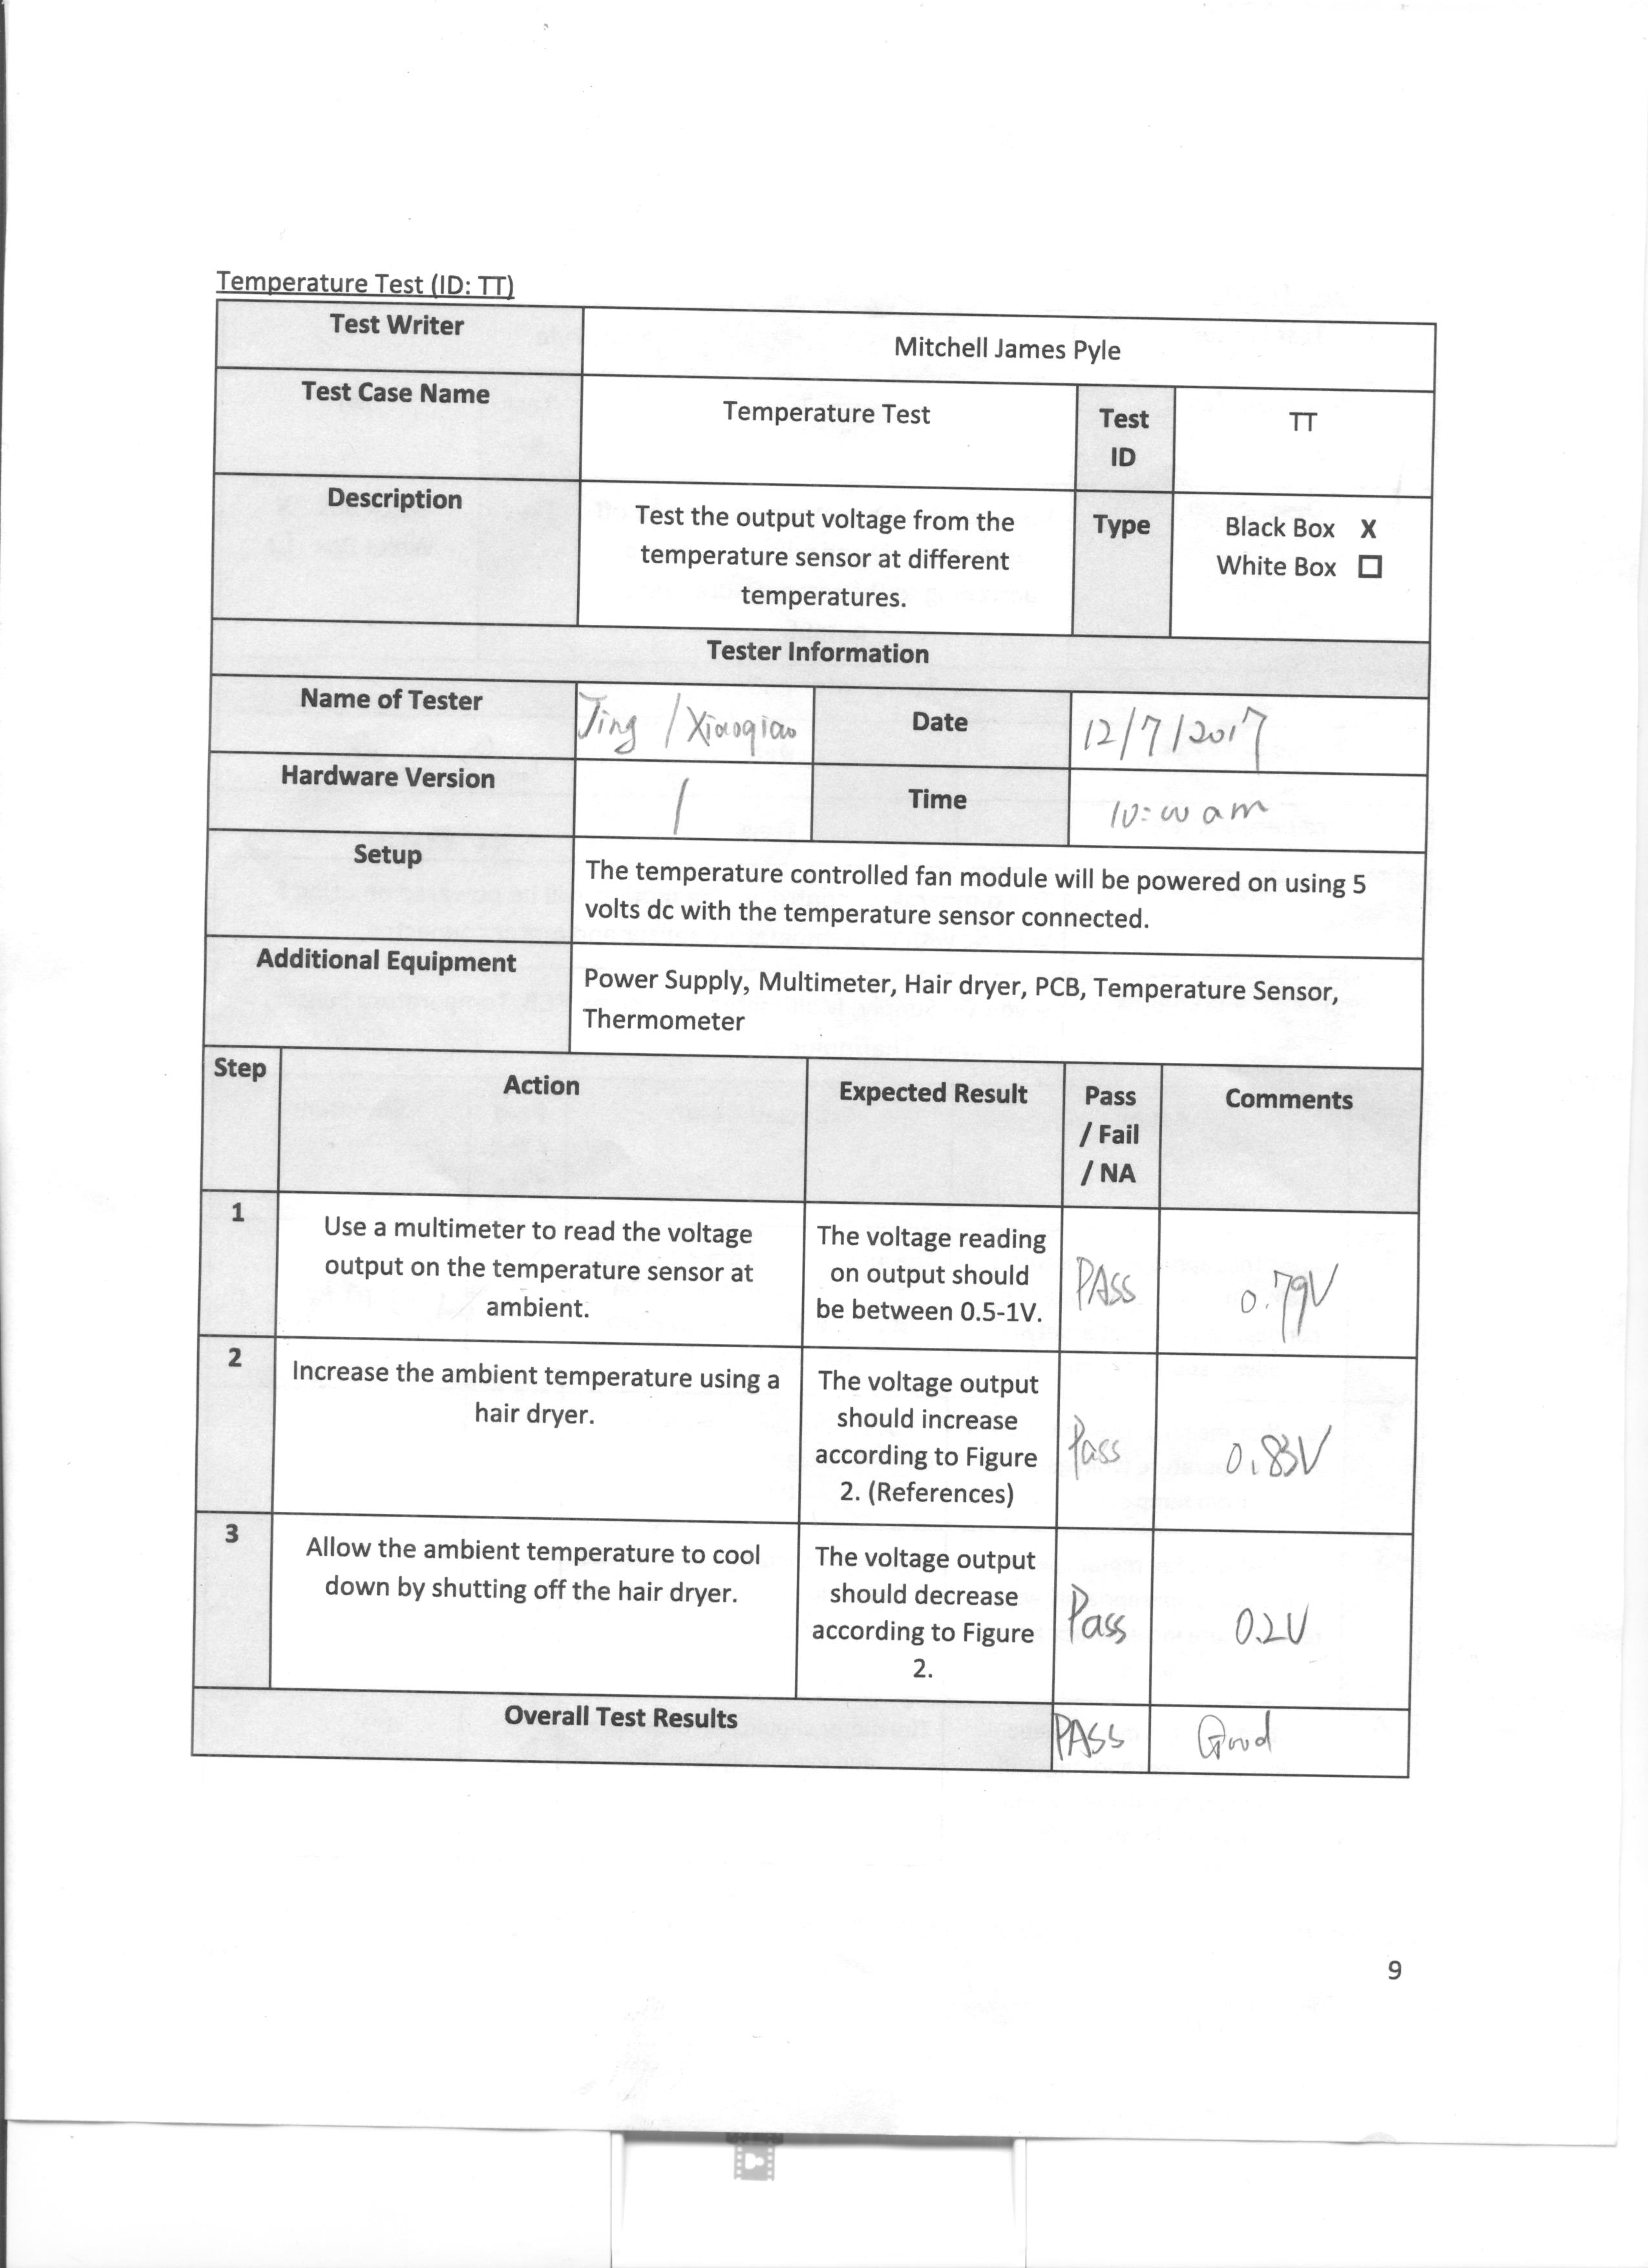 Temperature Test (ID: TT)
Test Writer
Mitchell James Pyle
Test Case Name
Temperature Test
Test
ID
TT
Description
Test the output voltage from the
temperature sensor at different
temperatures.
Type
Black Box X
White Box ☐
Tester Information
Name of Tester
Jing / Xiaoqiao
Date
12/7/2017
Hardware Version
1
Time
10:00 am
Setup
The temperature controlled fan module will be powered on using 5
volts dc with the temperature sensor connected.
Additional Equipment
Power Supply, Multimeter, Hair dryer, PCB, Temperature Sensor,
Thermometer
Step
Action
Expected Result
Pass
/ Fail
/ NA
Comments
1
Use a multimeter to read the voltage
output on the temperature sensor at
ambient.
The voltage reading
on output should
be between 0.5-1V.
PASS
0.79V
2
Increase the ambient temperature using a
hair dryer.
The voltage output
should increase
according to Figure
2. (References)
Pass
0.83V
3
Allow the ambient temperature to cool
down by shutting off the hair dryer.
The voltage output
should decrease
according to Figure
2.
Pass
0.2V
Overall Test Results
PASS
Good
9